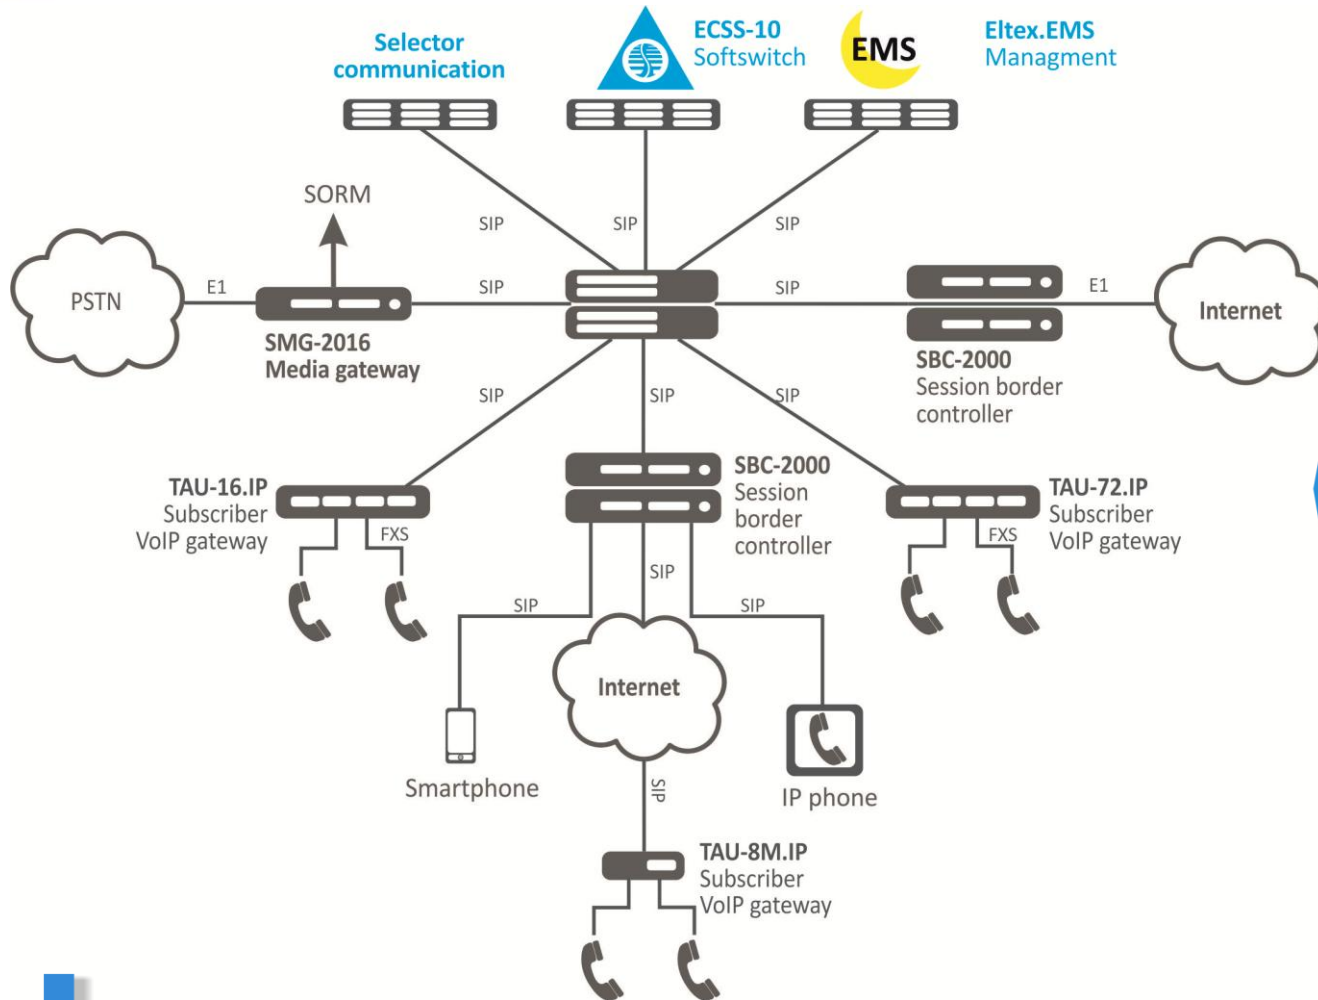 Selector
communication
ECSS-10
Softswitch
EMS
Eltex.EMS
Managment
SORM
SIP
SIP
SIP
PSTN
E1
SIP
SIP
E1
Internet
SMG-2016
Media gateway
SBC-2000
Session border
controller
SIP
SIP
SIP
TAU-16.IP
Subscriber
VoIP gateway
FXS
SBC-2000
Session
border
controller
TAU-72.IP
Subscriber
VoIP gateway
FXS
SIP
SIP
SIP
Internet
Smartphone
IP phone
SIP
TAU-8M.IP
Subscriber
VoIP gateway